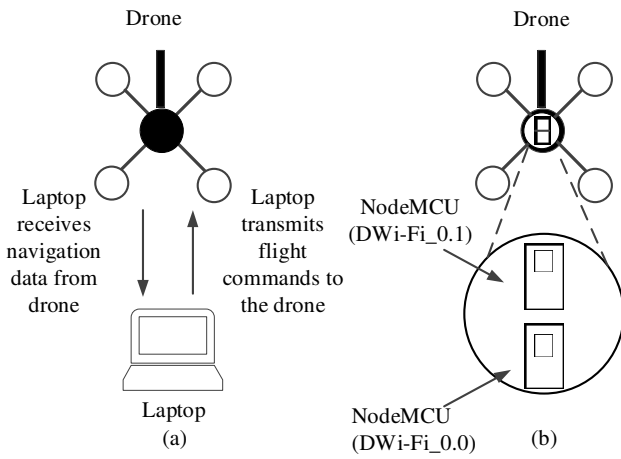 Drone
Laptop
receives
navigation
data from
drone
Laptop
transmits
flight
commands to
the drone
Laptop
(a)
Drone
NodeMCU
(DWi-Fi_0.1)
NodeMCU
(DWi-Fi_0.0)
(b)